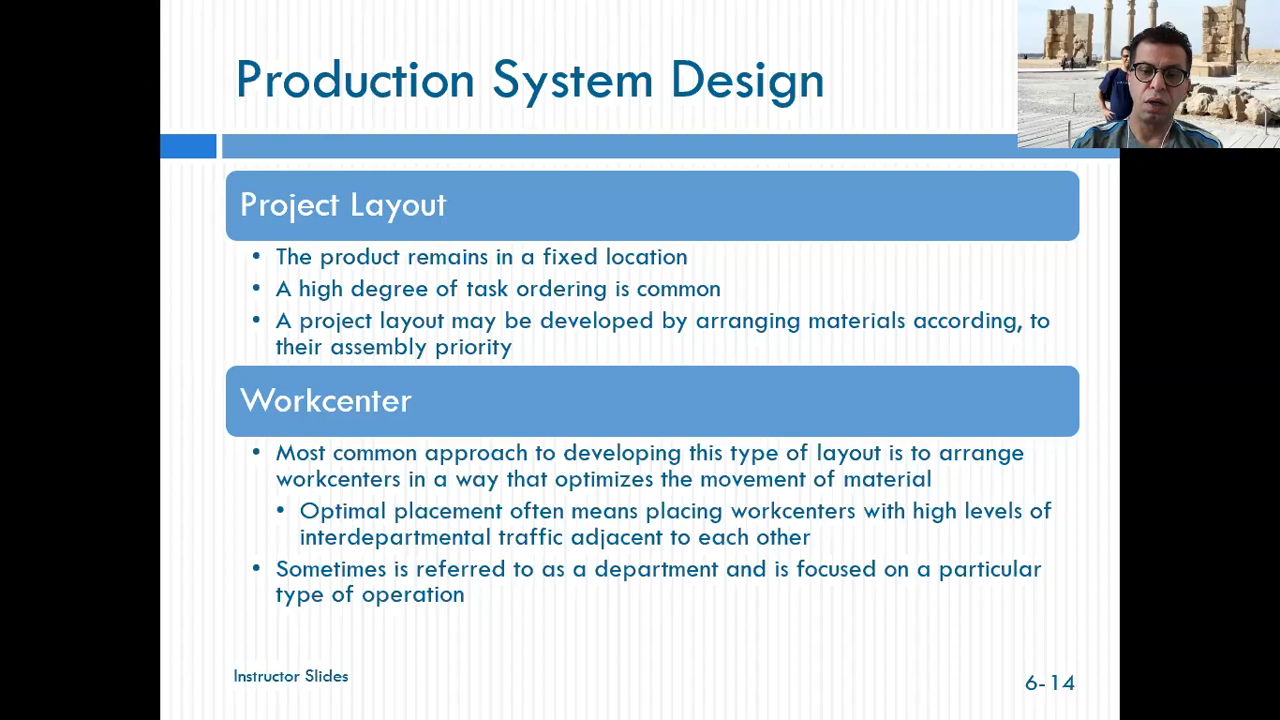 Production System Design
Project Layout
• The product remains in a fixed location
• A high degree of task ordering is common
• A project layout may be developed by arranging materials according, to
their assembly priority
Workcenter
• Most common approach to developing this type of layout is to arrange
workcenters in a way that optimizes the movement of material
• Optimal placement often means placing workcenters with high levels of
interdepartmental traffic adjacent to each other
• Sometimes is referred to as a department and is focused on a particular
type of operation
Instructor Slides
6-14